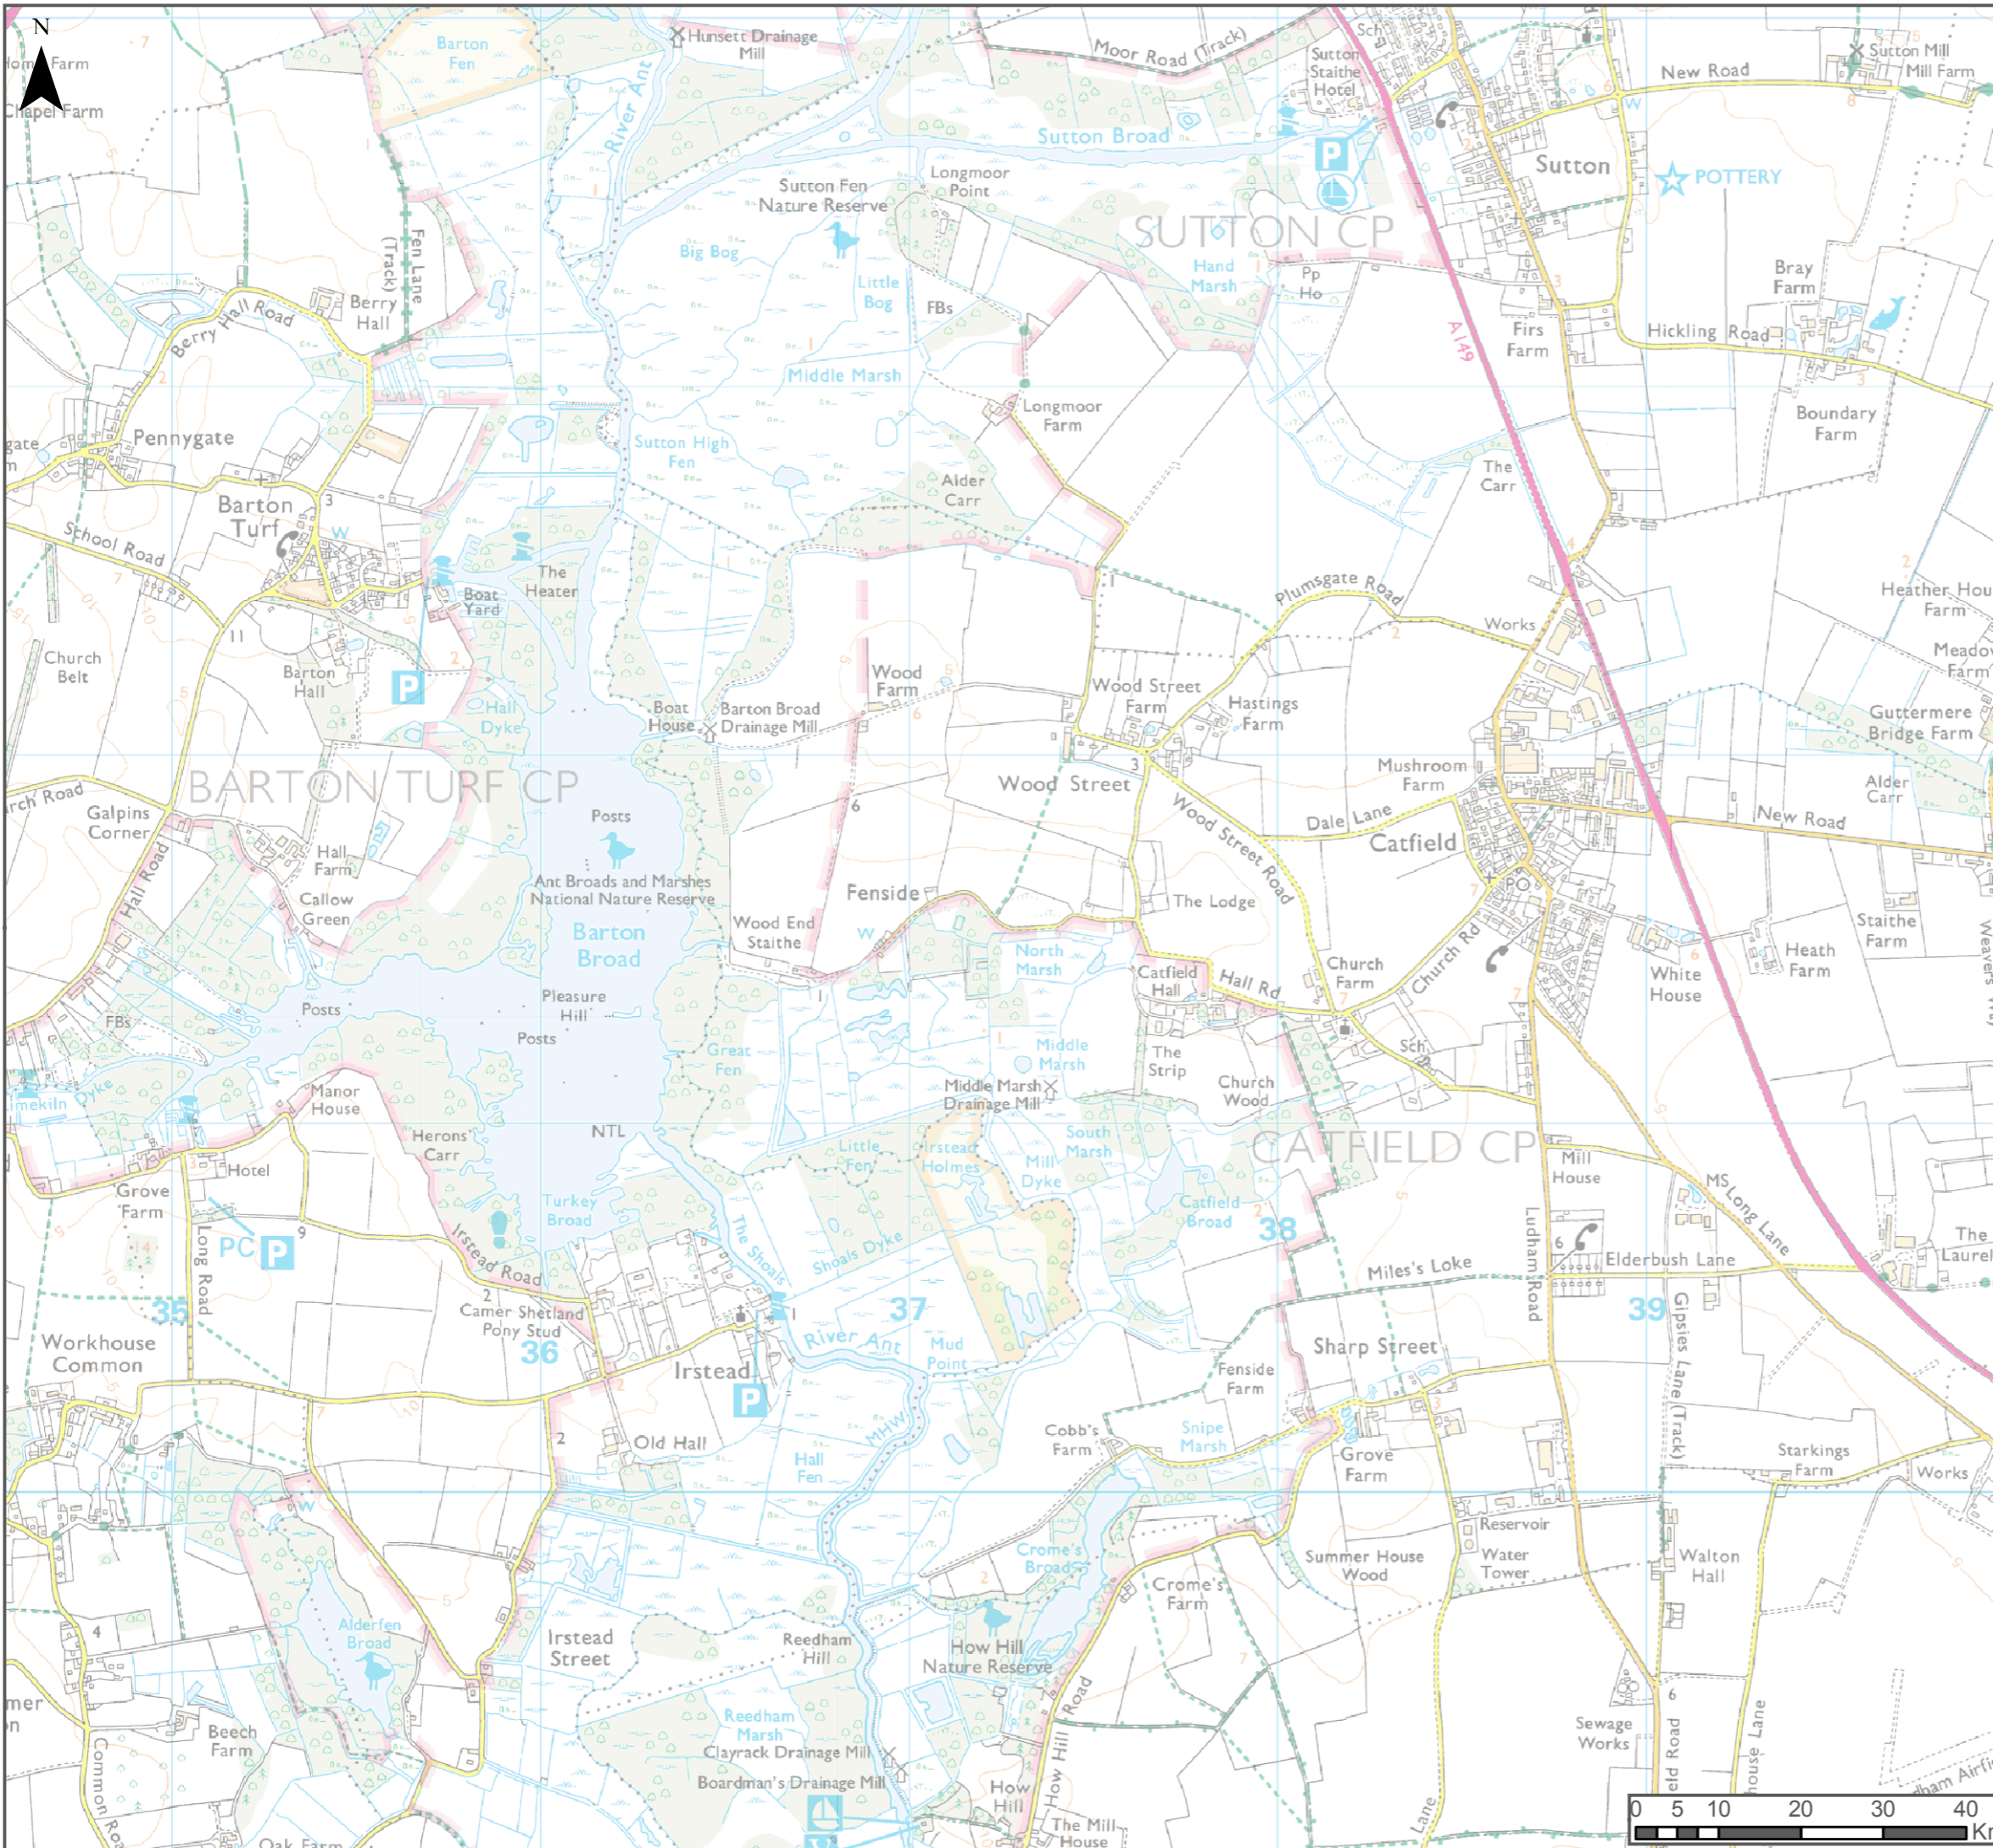 N
Hunsett Drainage
Mill
Barton
Fen
Farm
Chapel Farm
River Ant
Moor Road (Track)
Sch
Sutton
Staithe
Hotel
New Road
Sutton Mill
Mill Farm
Sutton Broad
P
W
Sutton
POTTERY
Sutton Fen
Nature Reserve
Longmoor
Point
SUTTON CP
Big Bog
Little
Bog
Hand
Marsh
Pp
Ho
Fen Lane
(Track)
Berry
Hall
Berry Hall Road
FBs
Bray
Farm
Firs
Farm
Hickling Road
A149
Middle Marsh
Longmoor
Farm
Boundary
Farm
Pennygate
Sutton High
Fen
Alder
Carr
The
Carr
Barton
Turf
W
School Road
The
Heater
Boat
Yard
Plumsgate Road
Works
Church
Belt
Barton
Hall
P
Hall
Dyke
Boat
House
Barton Broad
Drainage Mill
Wood
Farm
Wood Street
Farm
Hastings
Farm
Guttermere
Bridge Farm
Mushroom
Farm
Alder
Carr
BARTON TURF CP
Wood Street
Galpins
Corner
Posts
Dale Lane
Catfield
New Road
Hall
Farm
Hall Road
Wood Street Road
Ant Broads and Marshes
National Nature Reserve
Fenside
The Lodge
PO
Callow
Green
Barton
Broad
Wood End
Staithe
W
North
Marsh
Catfield
Hall
Hall Rd
Church
Farm
Church Rd
White
House
Heath
Farm
Staithe
Farm
Posts
FBs
Pleasure
Hill
Posts
Great
Fen
Middle
Marsh
The
Strip
Sch
Church
Wood
Manor
House
Middle Marsh
Drainage Mill
Herons'
Carr
NTL
Little
Fen
Irstead
Holmes
South
Marsh
Mill
Dyke
CATFIELD CP
Hotel
Grove
Farm
Turkey
Broad
Catfield
Broad
38
Mill
House
MS
Long Lane
PC P
Long Road
9
Irstead Road
The Shoals
Shoals Dyke
Miles's Loke
Ludham Road
6
Elderbush Lane
35
37
39
Workhouse
Common
Camer Shetland
Pony Stud
36
River Ant
Mud
Point
Sharp Street
Gipsies Lane (Track)
Irstead
P
Fenside
Farm
MHW
Old Hall
Hall
Fen
Cobb's
Farm
Snipe
Marsh
Grove
Farm
Starkings
Farm
Works
W
Reservoir
Crome's
Broad
Crome's
Farm
Summer House
Wood
Water
Tower
Walton
Hall
4
Alderfen
Broad
Irstead
Street
Reedham
Hill
How Hill
Nature Reserve
Beech
Farm
Reedham
Marsh
Clayrack Drainage Mill
Boardman's Drainage Mill
How Hill Road
Sewage
Works
6
How
Hill
The Mill
House
Oak Farm
Lane
0 5 10 20 30 40